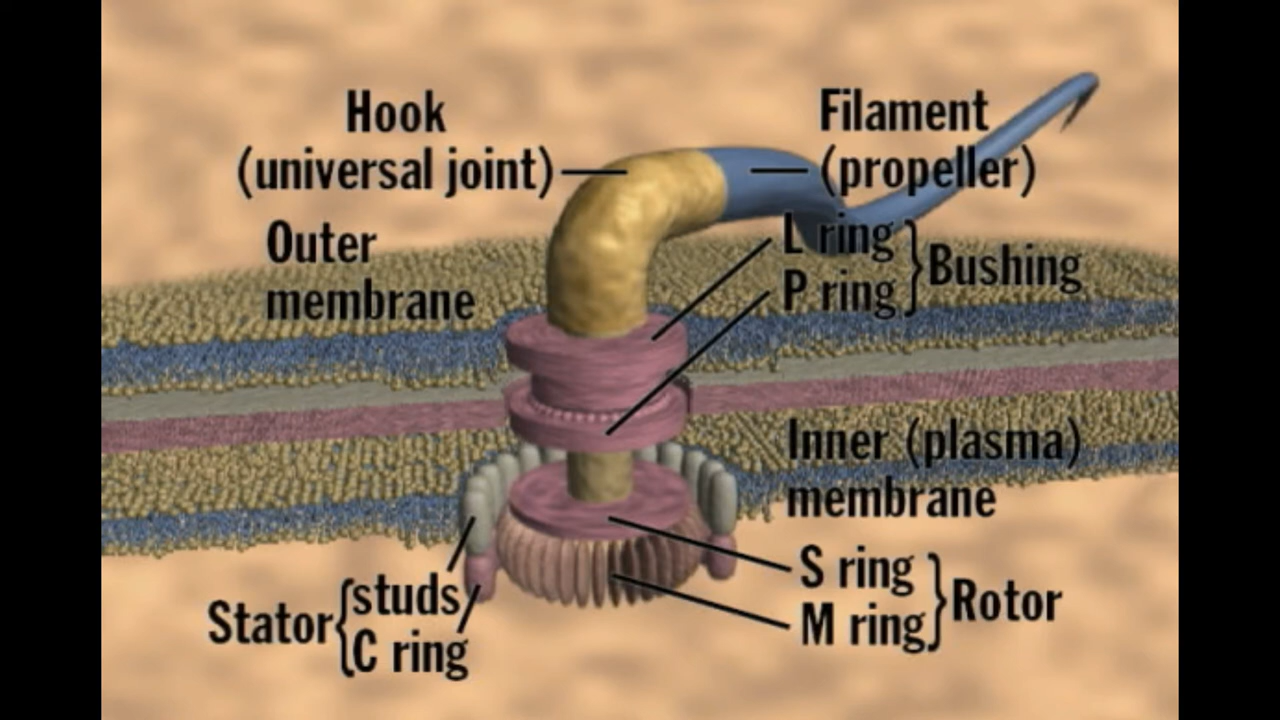 Hook
(universal joint)
Filament
(propeller)
Outer
membrane
L ring
P ring
Bushing
Inner (plasma)
membrane
Stator
studs
C ring
S ring
M ring
Rotor